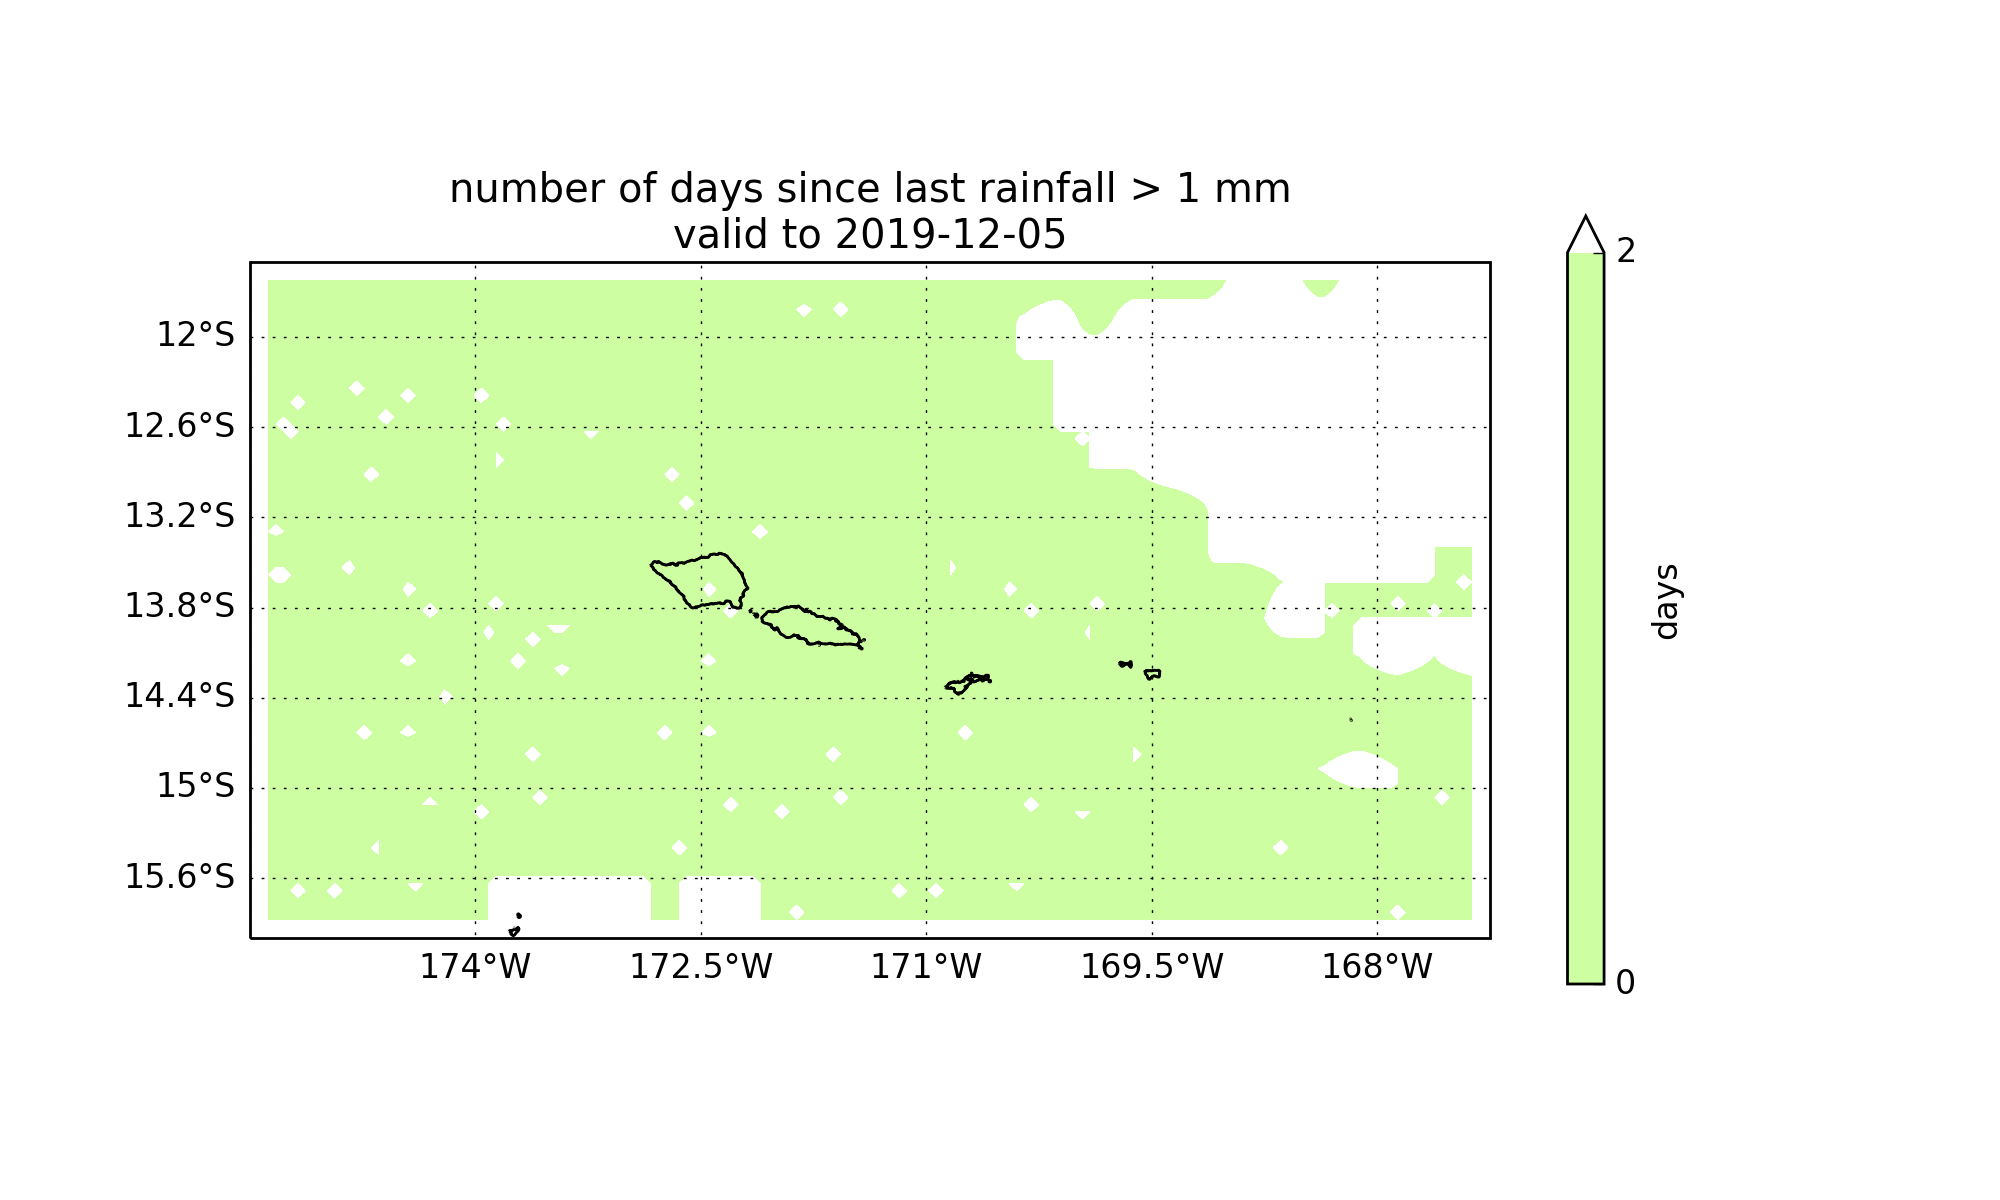 number of days since last rainfall > 1 mm
valid to 2019-12-05
2
12°S
12.6°S
13.2°S
13.8°S
14.4°S
15°S
15.6°S
days
0
174°W
172.5°W
171°W
169.5°W
168°W